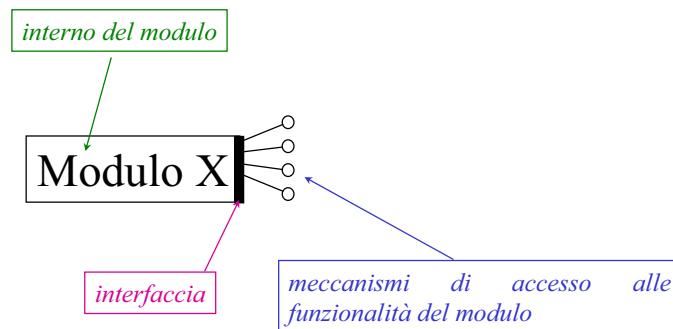 interno del modulo
Modulo X
interfaccia
meccanismi di accesso alle
funzionalità del modulo